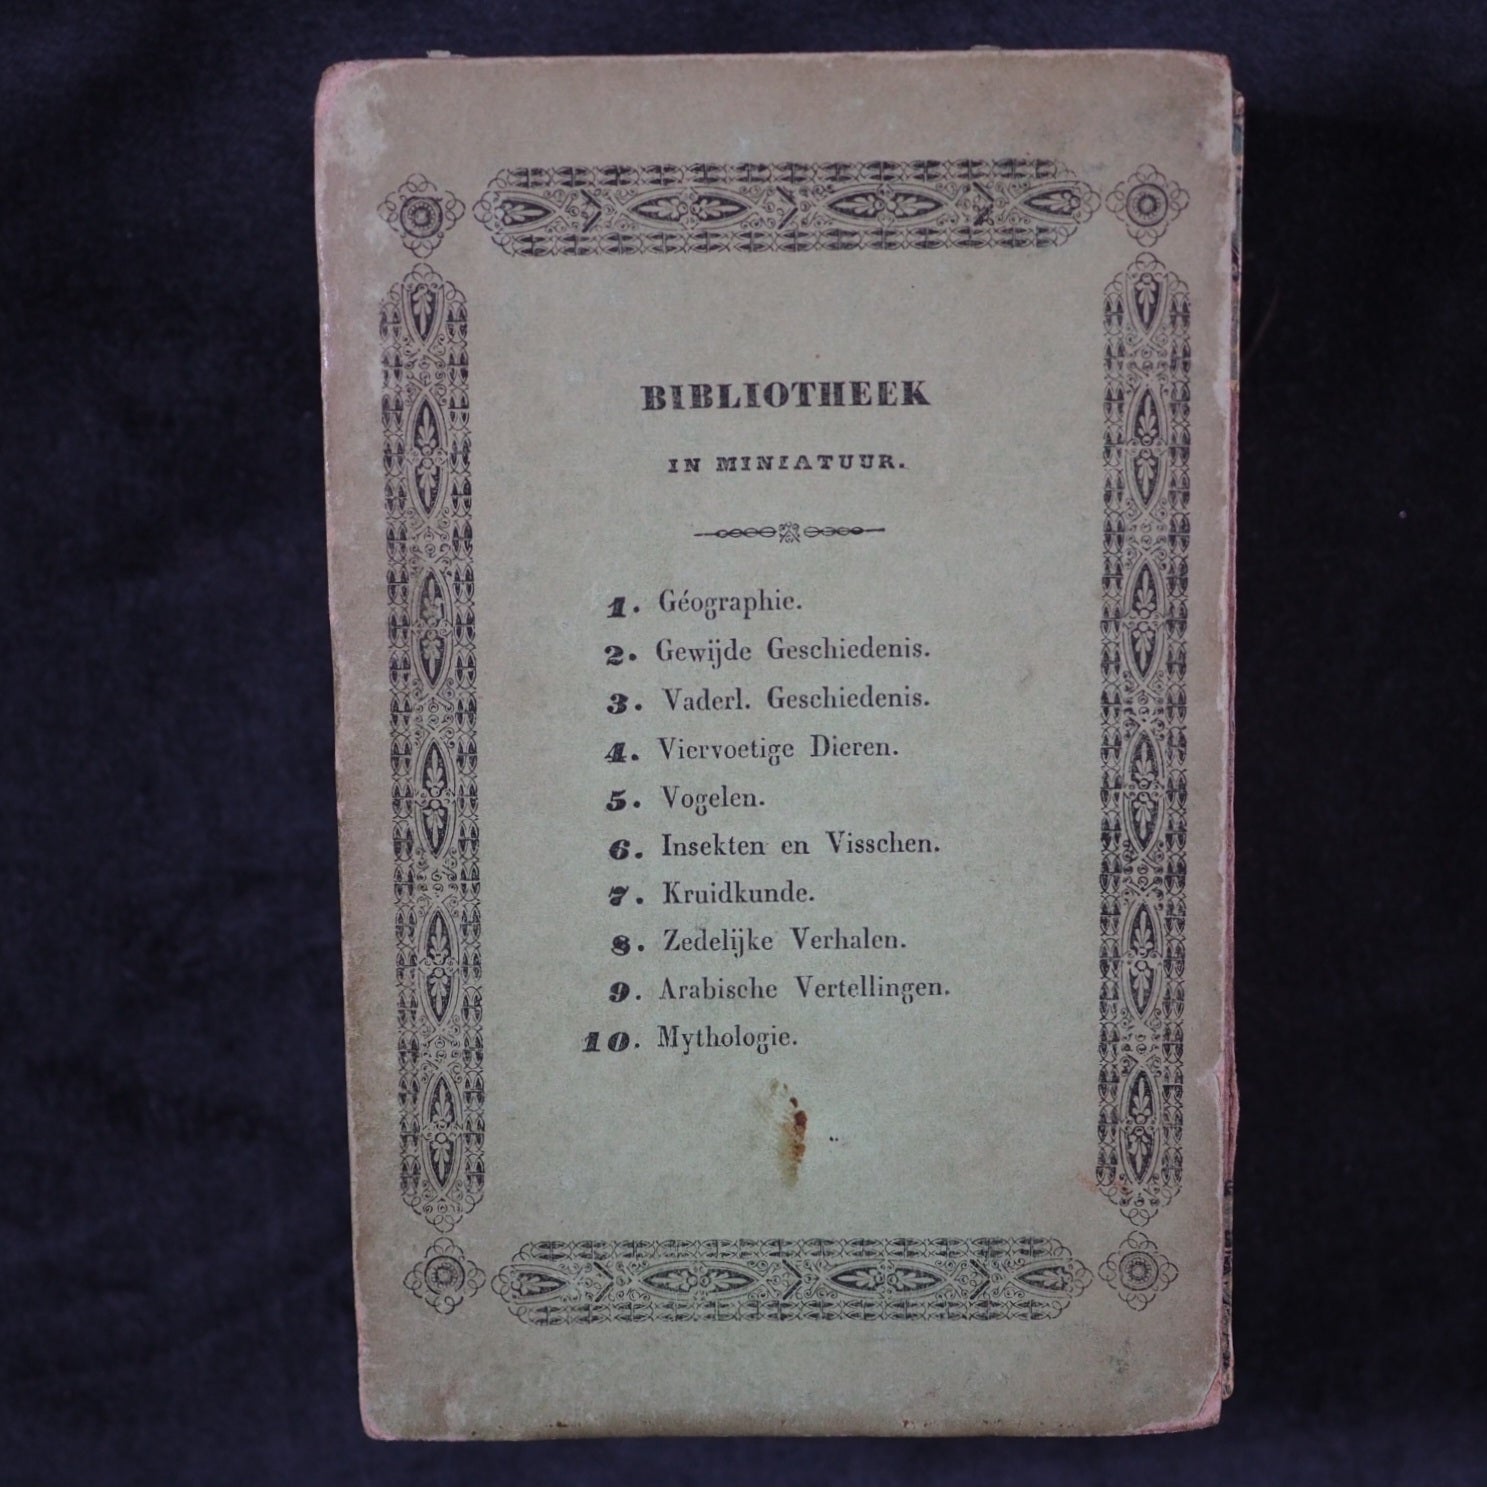 BIBLIOTHEEK
IN MINIATUUR.
1. Géographie.
2. Gewijde Geschiedenis.
3. Vaderl. Geschiedenis.
4. Viervoetige Dieren.
5. Vogelen.
6. Insekten en Visschen.
7. Kruidkunde.
8. Zedelijke Verhalen.
9. Arabische Vertellingen.
10. Mythologie.